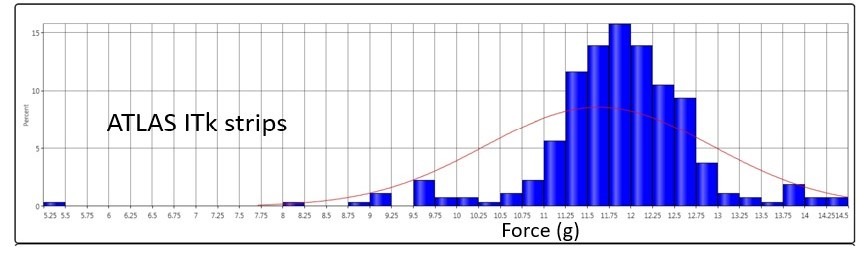 15
10
5
0
Percent
ATLAS ITk strips
5.25 5.5 5.75 6 6.25 6.5 6.75 7 7.25 7.5 7.75 8 8.25 8.5 8.75 9 9.25 9.5 9.75 10 10.25 10.5 10.75 11 11.25 11.5 11.75 12 12.25 12.5 12.75 13 13.25 13.5 13.75 14 14.25 14.5
Force (g)